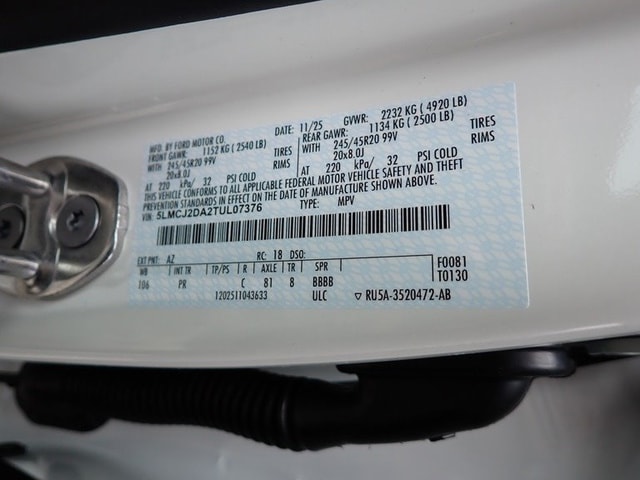 MFD. BY FORD MOTOR CO. DATE: 11/25 GVWR: 2232 KG ( 4920 LB)
FRONT GAWR: 1152 KG ( 2540 LB) REAR GAWR: 1134 KG ( 2500 LB)
WITH 245/45R20 99V TIRES WITH 245/45R20 99V TIRES
20x8.0J RIMS 20x8.0J RIMS
AT 220 kPa/ 32 PSI COLD AT 220 kPa/ 32 PSI COLD
THIS VEHICLE CONFORMS TO ALL APPLICABLE FEDERAL MOTOR VEHICLE SAFETY AND THEFT
PREVENTION STANDARDS IN EFFECT ON THE DATE OF MANUFACTURE SHOWN ABOVE.
VIN: 5LMCJ2DA2TUL07376 TYPE: MPV
EXT PNT: AZ RC: 18 DSO: F0081
WB INT TR TP/PS R AXLE TR SPR T0130
106 PR C 81 8 BBBB
1202511043633 ULC ▽ RU5A-3520472-AB